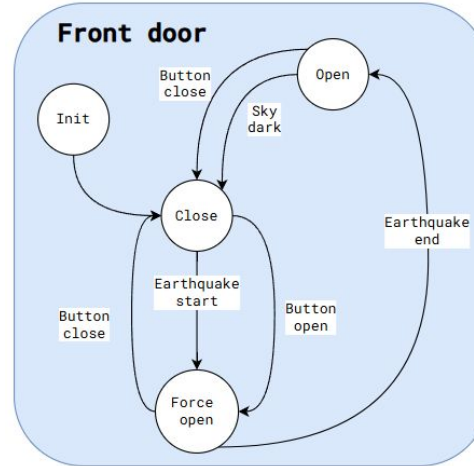 Front door
Open
Button
close
Sky
dark
Init
Close
Earthquake
end
Earthquake
start
Button
open
Button
close
Force
open